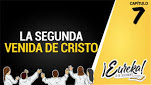 CAPÍTULO
7
LA SEGUNDA
VENIDA DE CRISTO
¡Eureka!